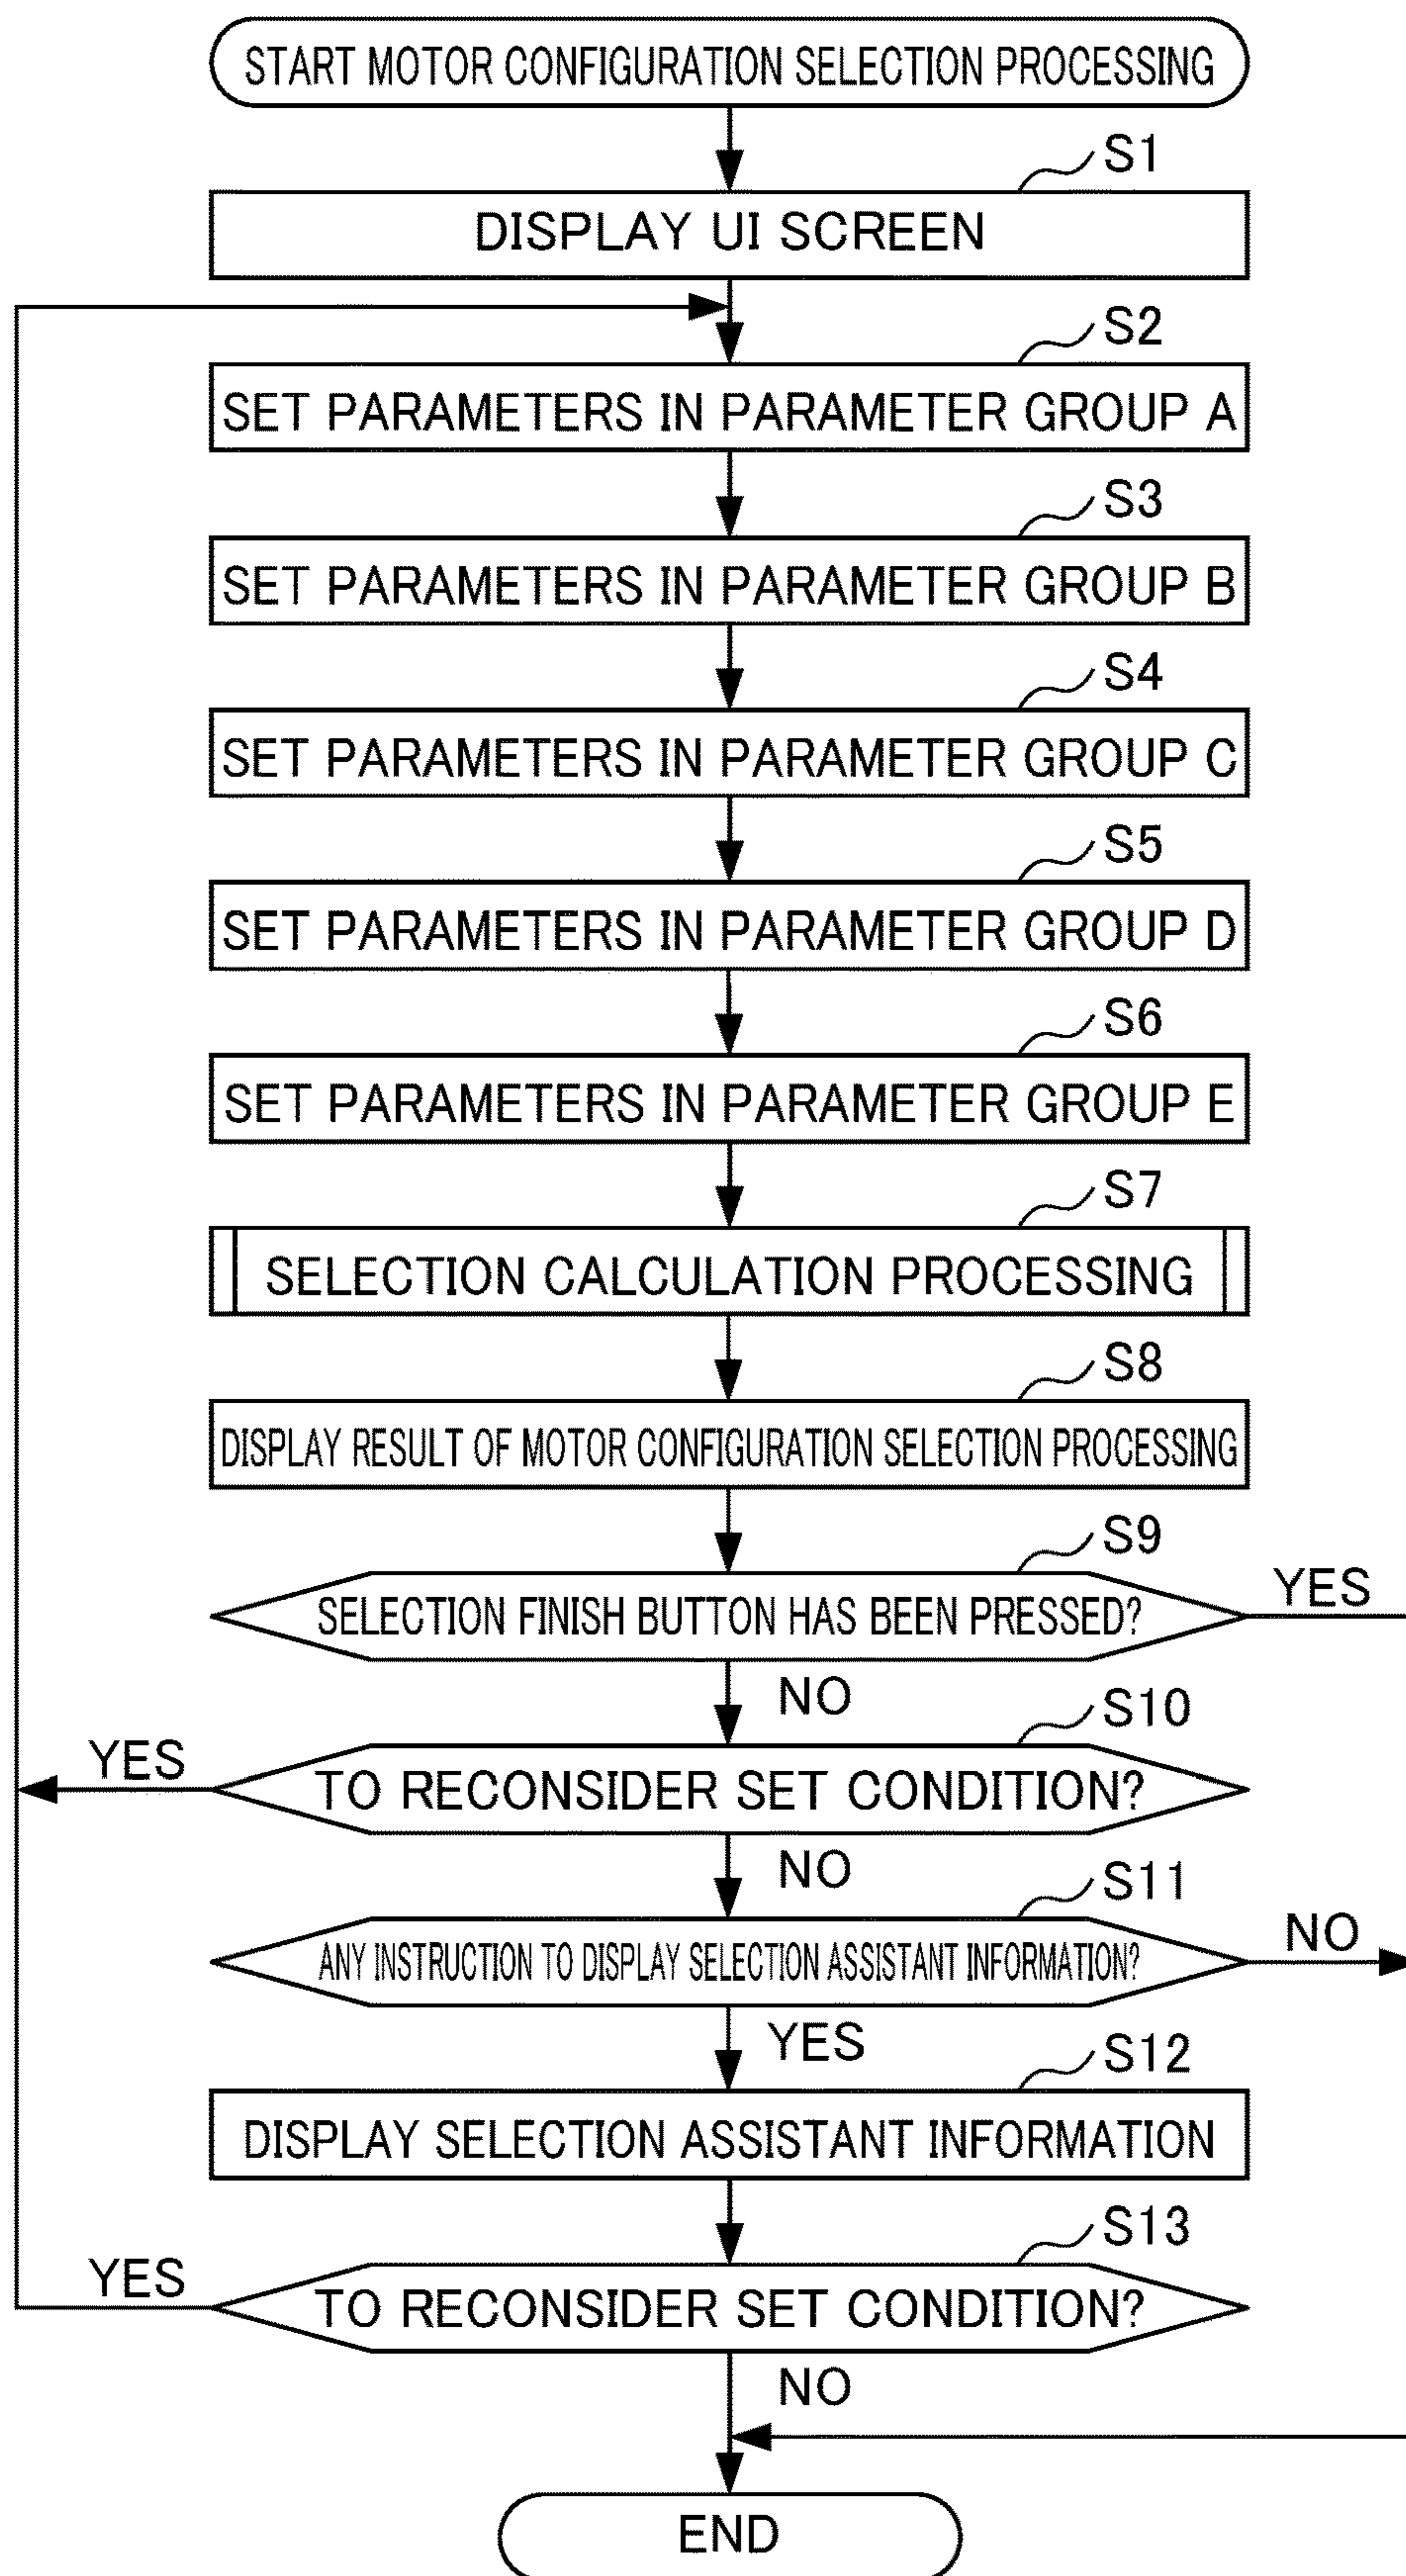 START MOTOR CONFIGURATION SELECTION PROCESSING
S1
DISPLAY UI SCREEN
S2
SET PARAMETERS IN PARAMETER GROUP A
S3
SET PARAMETERS IN PARAMETER GROUP B
S4
SET PARAMETERS IN PARAMETER GROUP C
S5
SET PARAMETERS IN PARAMETER GROUP D
S6
SET PARAMETERS IN PARAMETER GROUP E
S7
SELECTION CALCULATION PROCESSING
S8
DISPLAY RESULT OF MOTOR CONFIGURATION SELECTION PROCESSING
S9
YES
SELECTION FINISH BUTTON HAS BEEN PRESSED?
NO
S10
YES
TO RECONSIDER SET CONDITION?
NO
S11
NO
ANY INSTRUCTION TO DISPLAY SELECTION ASSISTANT INFORMATION?
YES
S12
DISPLAY SELECTION ASSISTANT INFORMATION
S13
YES
TO RECONSIDER SET CONDITION?
NO
END